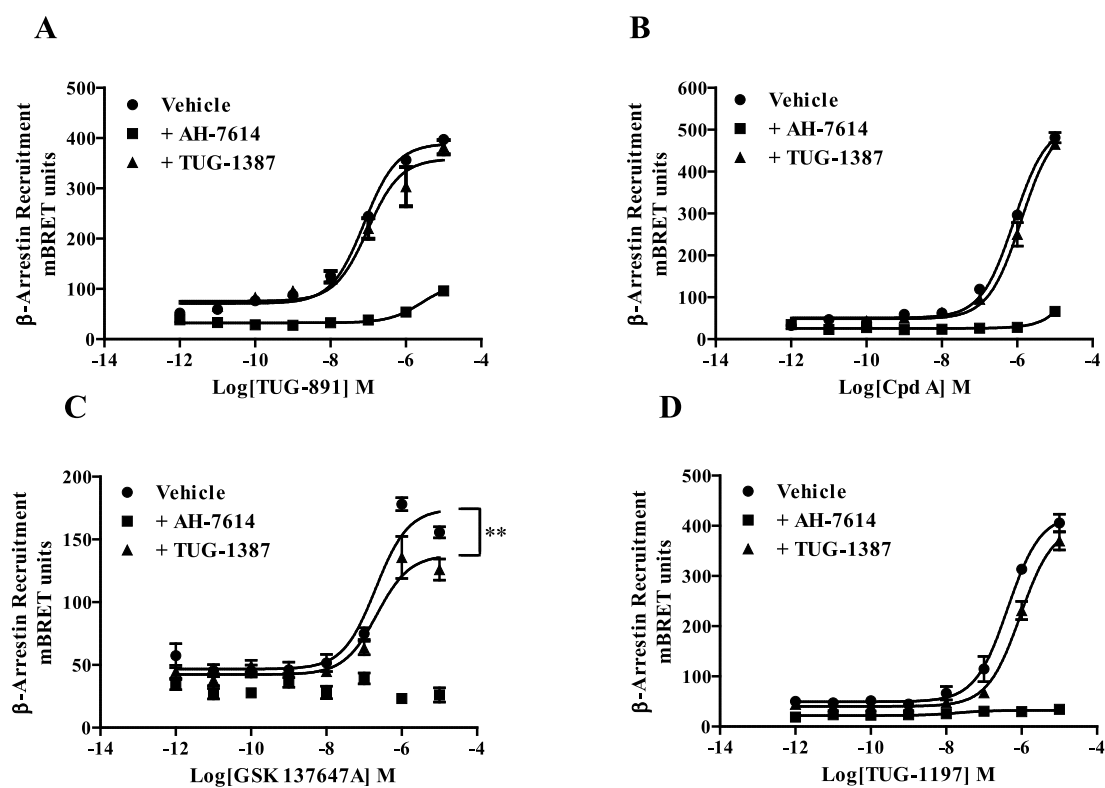 A
β-Arrestin Recruitment
mBRET units
500
400
300
200
100
0
Vehicle
+ AH-7614
+ TUG-1387
-14
-12
-10
-8
-6
-4
Log[TUG-891] M
B
β-Arrestin Recruitment
mBRET units
600
500
400
300
200
100
0
Vehicle
+ AH-7614
+ TUG-1387
-14
-12
-10
-8
-6
-4
Log[Cpd A] M
C
β-Arrestin Recruitment
mBRET units
200
150
100
50
0
Vehicle
+ AH-7614
+ TUG-1387
**
-14
-12
-10
-8
-6
-4
Log[GSK137647A] M
D
β-Arrestin Recruitment
mBRET units
500
400
300
200
100
0
Vehicle
+ AH-7614
+ TUG-1387
-14
-12
-10
-8
-6
-4
Log[TUG-1197] M